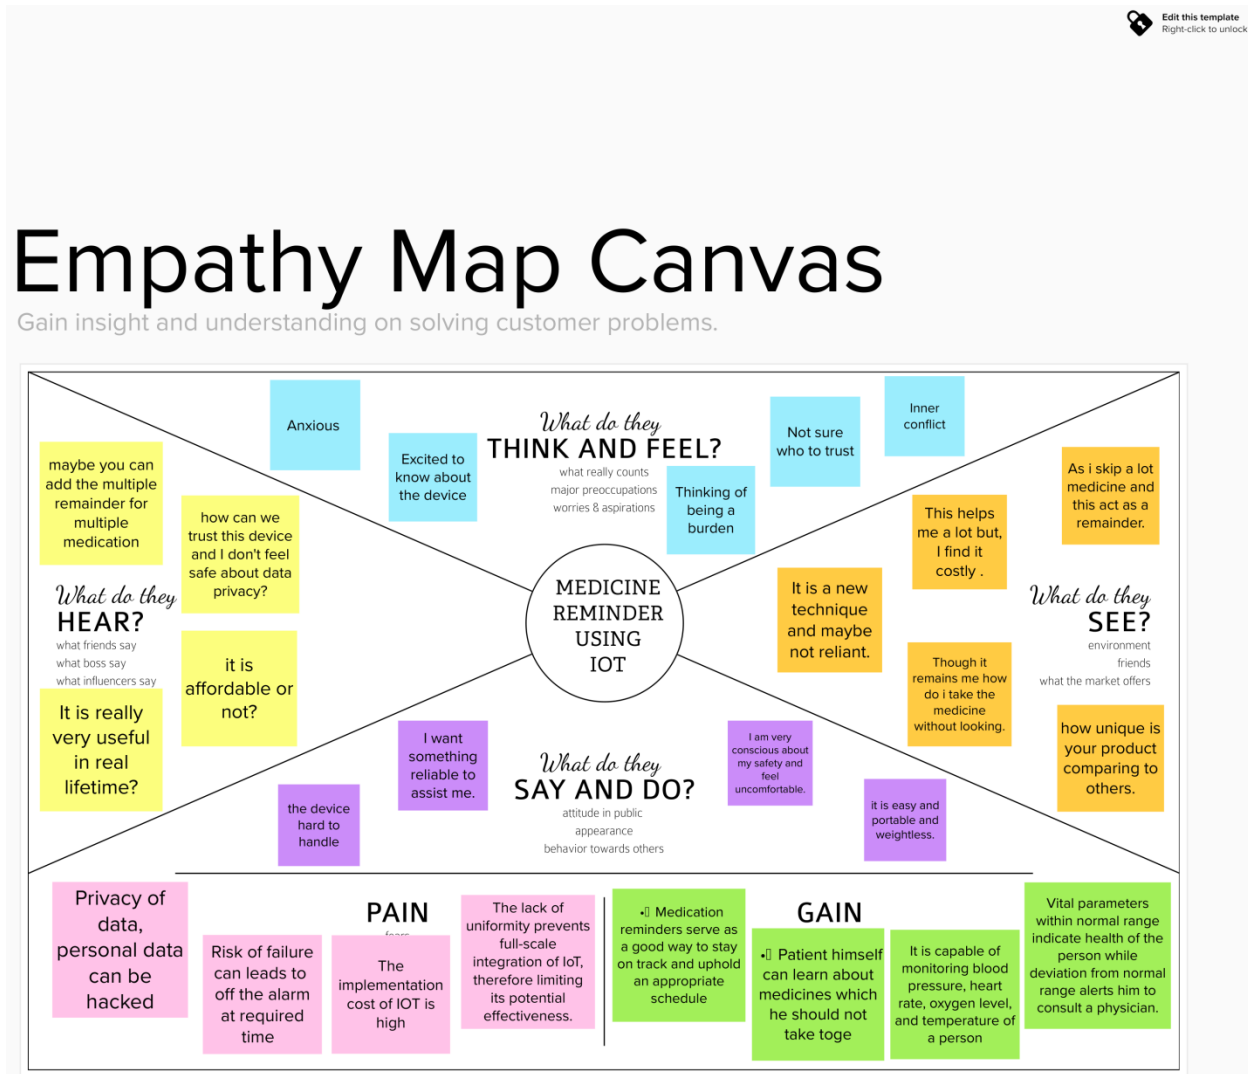 Edit this template
Right-click to unlock
Empathy Map Canvas
Gain insight and understanding on solving customer problems.
Anxious
Excited to
know about
the device
What do they
THINK AND FEEL?
what really counts
major preoccupations
worries & aspirations
Thinking of
being a
burden
Not sure
who to trust
Inner
conflict
maybe you can
add the multiple
remainder for
multiple
medication
how can we
trust this device
and I don't feel
safe about data
privacy?
What do they
HEAR?
what friends say
what boss say
what influencers say
it is
affordable or
not?
It is really
very useful
in real
lifetime?
MEDICINE
REMINDER
USING
IOT
As i skip a lot
medicine and
this act as a
remainder.
This helps
me a lot but,
I find it
costly .
It is a new
technique
and maybe
not reliant.
What do they
SEE?
environment
friends
what the market offers
Though it
remains me how
do i take the
medicine
without looking.
how unique is
your product
comparing to
others.
I want
something
reliable to
assist me.
the device
hard to
handle
What do they
SAY AND DO?
attitude in public
appearance
behavior towards others
I am very
conscious about
my safety and
feel
uncomfortable.
it is easy and
portable and
weightless.
Privacy of
data,
personal data
can be
hacked
Risk of failure
can leads to
off the alarm
at required
time
PAIN
The
implementation
cost of IOT is
high
The lack of
uniformity prevents
full-scale
integration of IoT,
therefore limiting
its potential
effectiveness.
• Medication
reminders serve as
a good way to stay
on track and uphold
an appropriate
schedule
GAIN
• Patient himself
can learn about
medicines which
he should not
take toge
It is capable of
monitoring blood
pressure, heart
rate, oxygen level,
and temperature of
a person
Vital parameters
within normal range
indicate health of the
person while
deviation from normal
range alerts him to
consult a physician.